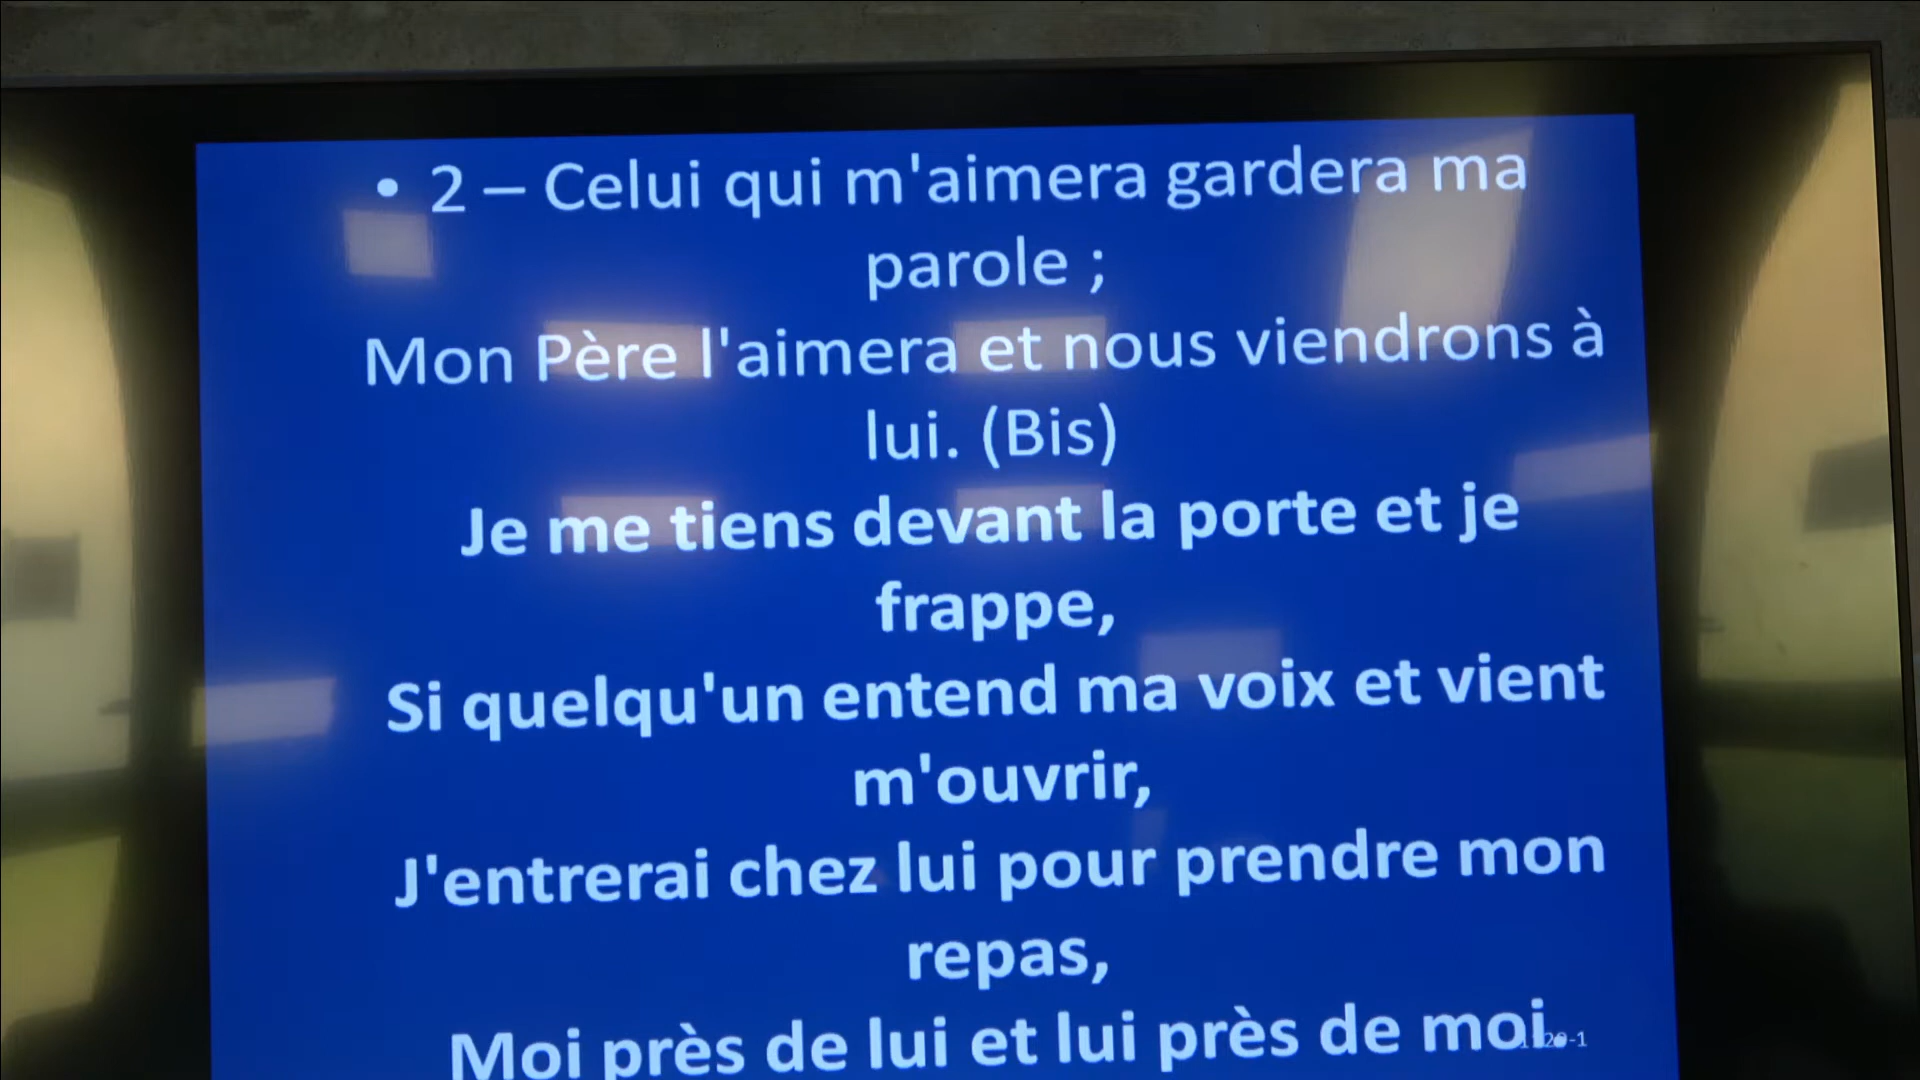 • 2 – Celui qui m'aimera gardera ma
parole ;
Mon Père l'aimera et nous viendrons à
lui. (Bis)
Je me tiens devant la porte et je
frappe,
Si quelqu'un entend ma voix et vient
m'ouvrir,
J'entrerai chez lui pour prendre mon
repas,
Moi près de lui et lui près de moi.